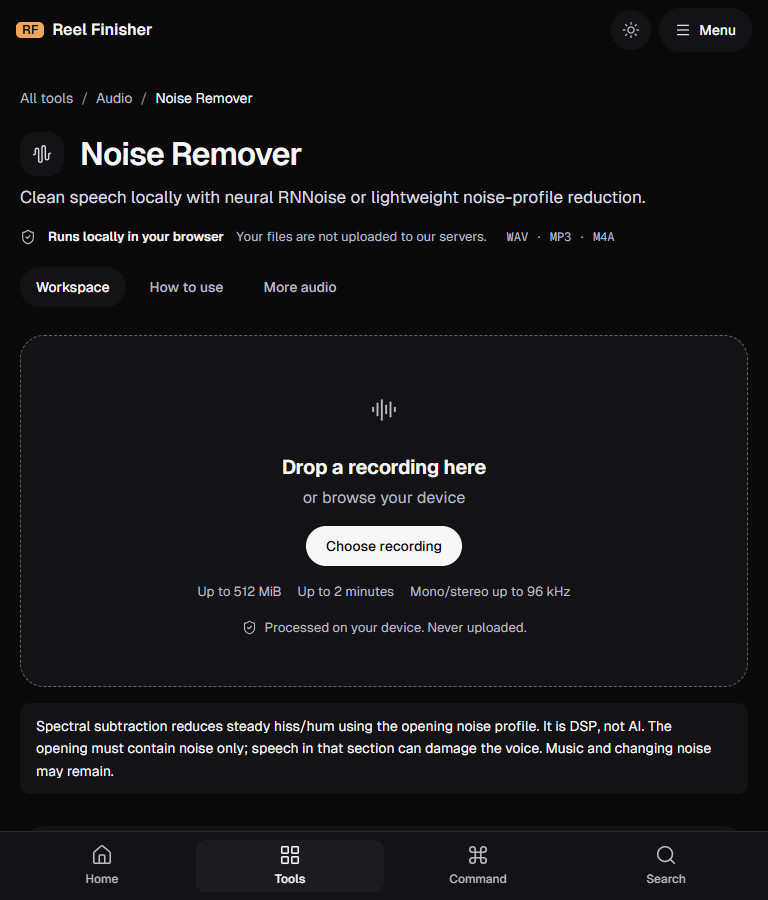 RF Reel Finisher
Menu
All tools / Audio / Noise Remover
Noise Remover
Clean speech locally with neural RNNoise or lightweight noise-profile reduction.
Runs locally in your browser Your files are not uploaded to our servers. WAV · MP3 · M4A
Workspace How to use More audio
Drop a recording here
or browse your device
Choose recording
Up to 512 MiB Up to 2 minutes Mono/stereo up to 96 kHz
Processed on your device. Never uploaded.
Spectral subtraction reduces steady hiss/hum using the opening noise profile. It is DSP, not AI. The
opening must contain noise only; speech in that section can damage the voice. Music and changing noise
may remain.
Home Tools Command Search